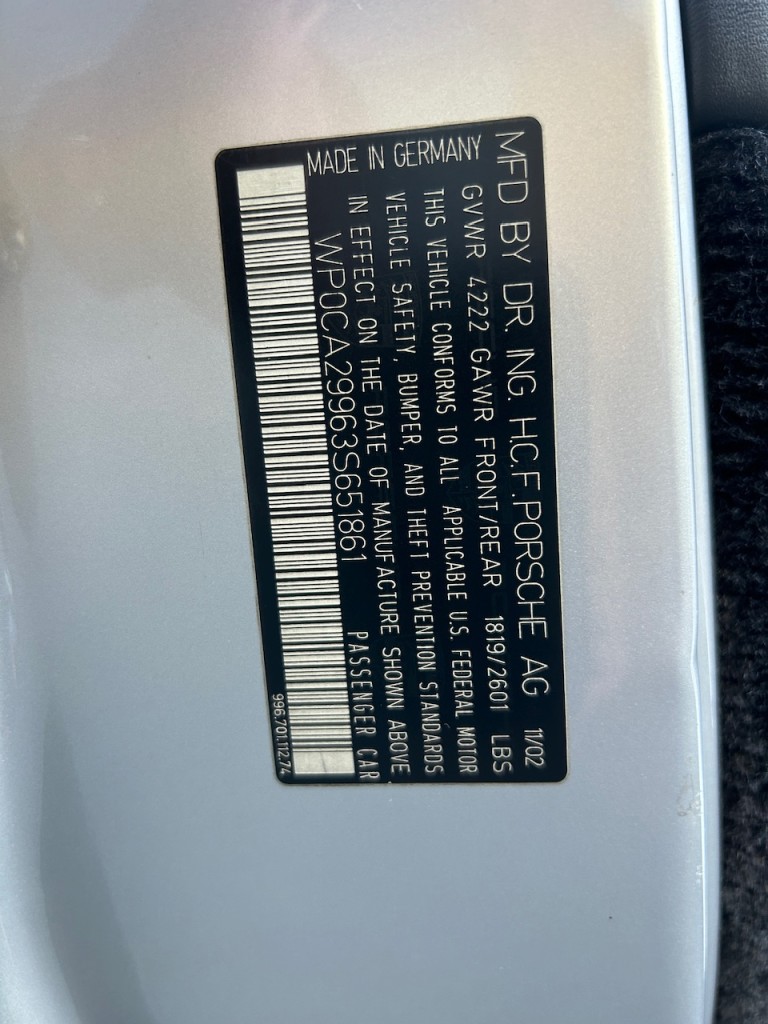 MFD BY DR. ING. H.C.F. PORSCHE AG 11/02
GVWR 4222 GAWR FRONT/REAR 1819/2601 LBS
THIS VEHICLE CONFORMS TO ALL APPLICABLE U.S. FEDERAL MOTOR
VEHICLE SAFETY, BUMPER, AND THEFT PREVENTION STANDARDS
IN EFFECT ON THE DATE OF MANUFACTURE SHOWN ABOVE
MADE IN GERMANY
WP0CA29963S651861 PASSENGER CAR
996.701.112.74